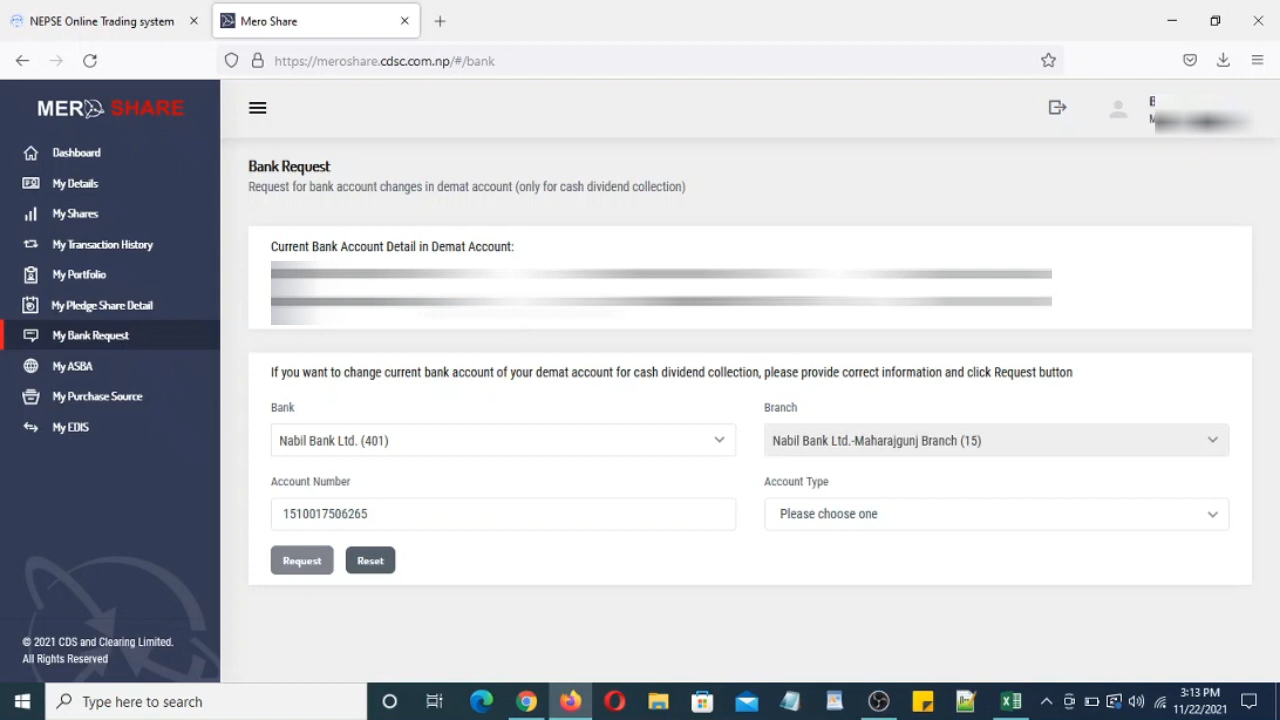 NEPSE Online Trading system
Mero Share
https://meroshare.cdsc.com.np/#/bank
MERO SHARE
Dashboard
My Details
My Shares
My Transaction History
My Portfolio
My Pledge Share Detail
My Bank Request
My ASBA
My Purchase Source
My EDIS
© 2021 CDS and Clearing Limited.
All Rights Reserved
Bank Request
Request for bank account changes in demat account (only for cash dividend collection)
Current Bank Account Detail in Demat Account:
If you want to change current bank account of your demat account for cash dividend collection, please provide correct information and click Request button
Bank
Branch
Nabil Bank Ltd. (401)
Nabil Bank Ltd.-Maharajgunj Branch (15)
Account Number
Account Type
1510017506265
Please choose one
Request
Reset
Type here to search
3:13 PM
11/22/2021